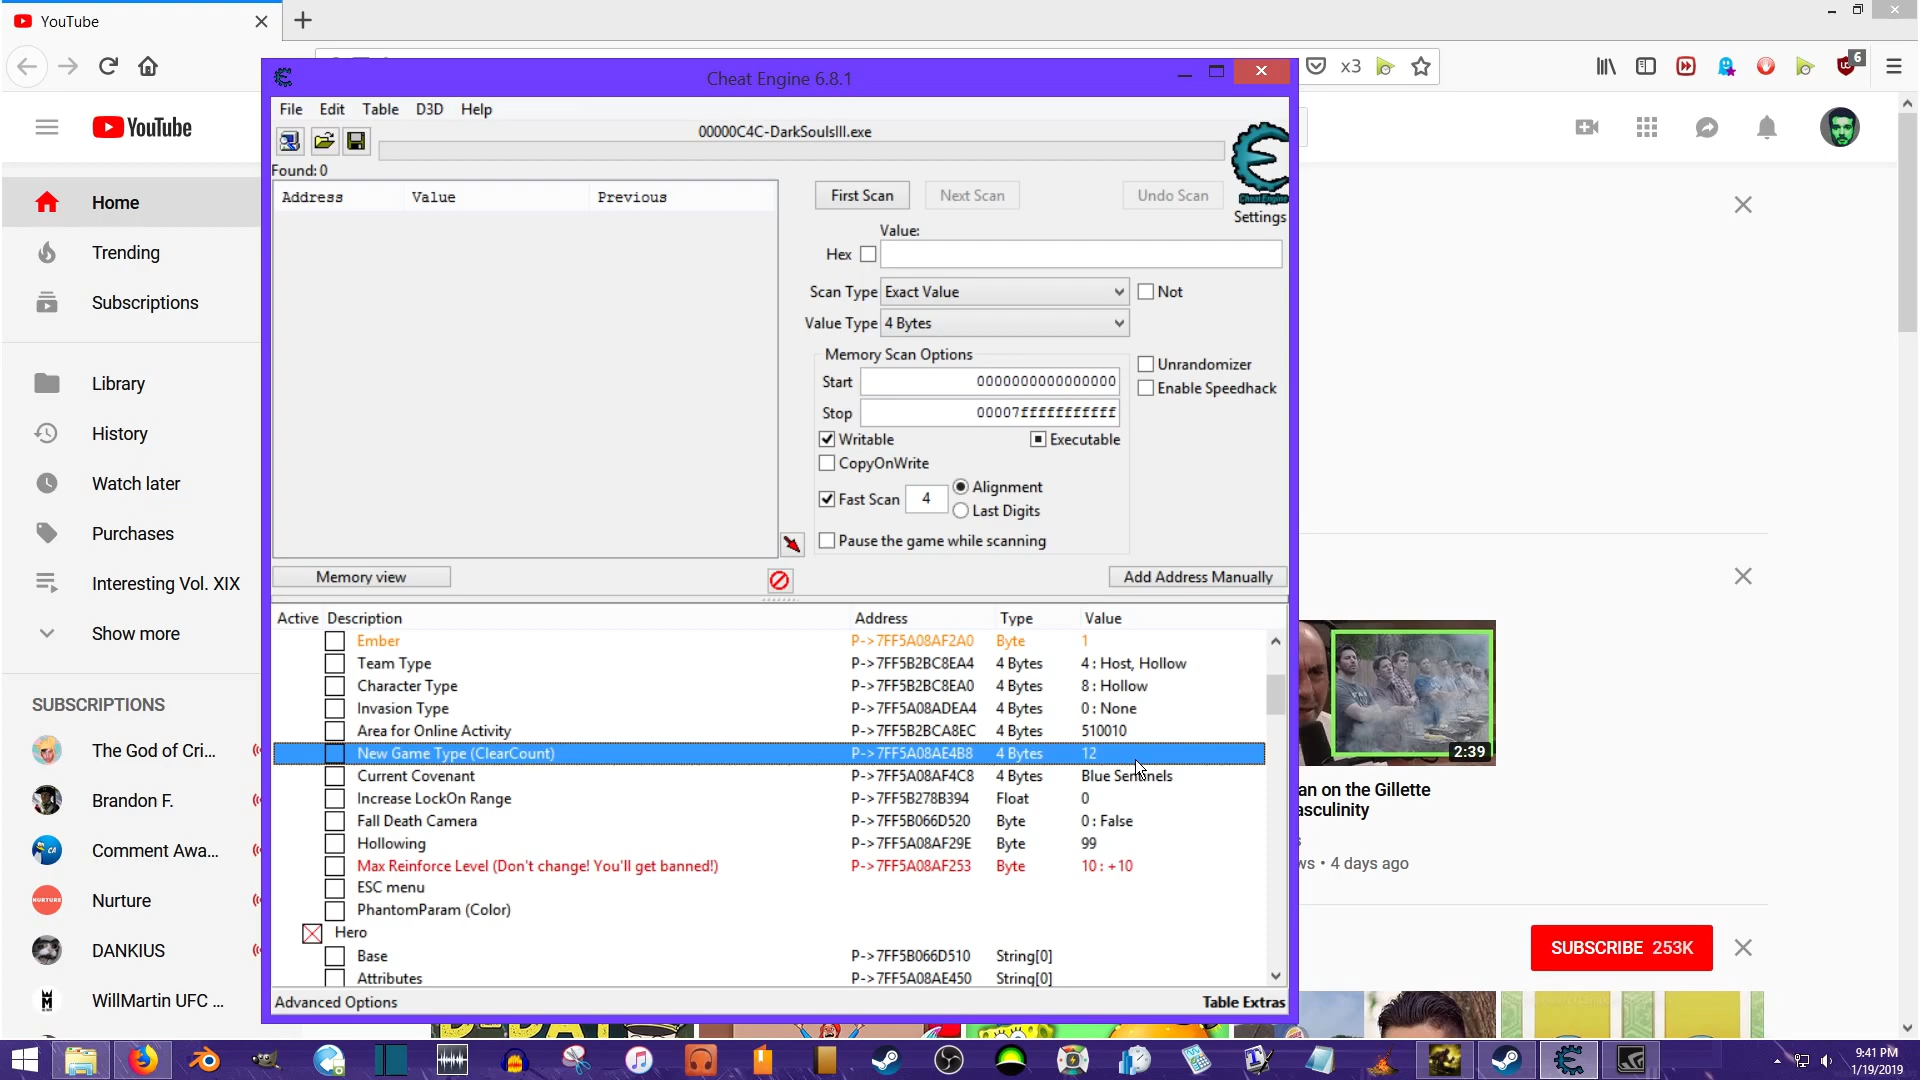 YouTube
x3
6
Cheat Engine 6.8.1
File Edit Table D3D Help
00000C4C-DarkSoulsIII.exe
YouTube
Found: 0
Address Value Previous
First Scan Next Scan Undo Scan
Cheat Engine
Settings
Value:
Hex
Scan Type Exact Value Not
Value Type 4 Bytes
Memory Scan Options
Start 0000000000000000
Unrandomizer
Enable Speedhack
Stop 00007fffffffffff
Writable Executable
CopyOnWrite
Fast Scan 4 Alignment
Last Digits
Pause the game while scanning
Memory view Add Address Manually
Active Description Address Type Value
Ember P->7FF5A08AF2A0 Byte 1
Team Type P->7FF5B2BC8EA4 4 Bytes 4 : Host, Hollow
Character Type P->7FF5B2BC8EA0 4 Bytes 8 : Hollow
Invasion Type P->7FF5A08ADEA4 4 Bytes 0 : None
Area for Online Activity P->7FF5B2BCA8EC 4 Bytes 510010
New Game Type (ClearCount) P->7FF5A08AE4B8 4 Bytes 12
Current Covenant P->7FF5A08AF4C8 4 Bytes Blue Sentinels
Increase LockOn Range P->7FF5B278B394 Float 0
Fall Death Camera P->7FF5B066D520 Byte 0 : False
Hollowing P->7FF5A08AF29E Byte 99
Max Reinforce Level (Don't change! You'll get banned!) P->7FF5A08AF253 Byte 10 : +10
ESC menu
PhantomParam (Color)
Hero
Base P->7FF5B066D510 String[0]
Attributes P->7FF5A08AE450 String[0]
Advanced Options Table Extras
Home
Trending
Subscriptions
Library
History
Watch later
Purchases
Interesting Vol. XIX
Show more
SUBSCRIPTIONS
The God of Cri...
Brandon F.
Comment Awa...
Nurture
DANKIUS
WillMartin UFC ...
2:39
an on the Gillette
asculinity
ws • 4 days ago
SUBSCRIBE 253K
D-DAY
9:41 PM
1/19/2019